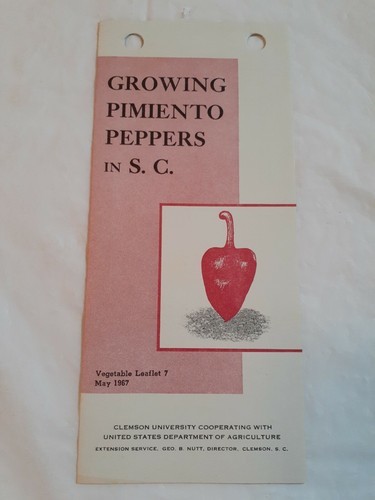 GROWING
PIMIENTO
PEPPERS
IN S. C.
Vegetable Leaflet 7
May 1967
CLEMSON UNIVERSITY COOPERATING WITH
UNITED STATES DEPARTMENT OF AGRICULTURE
EXTENSION SERVICE, GEO. B. NUTT, DIRECTOR, CLEMSON, S. C.